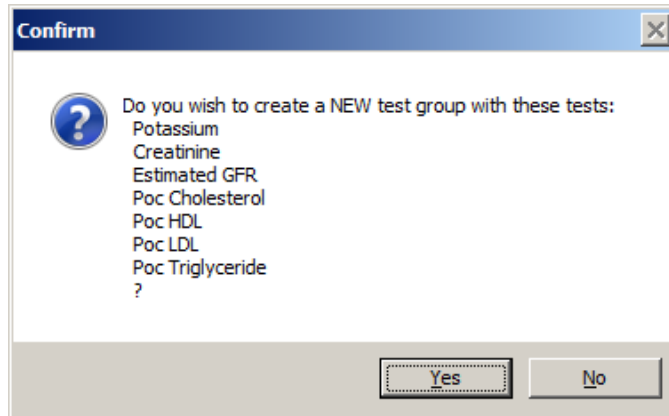 Confirm
Do you wish to create a NEW test group with these tests:
Potassium
Creatinine
Estimated GFR
Poc Cholesterol
Poc HDL
Poc LDL
Poc Triglyceride
?
Yes
No